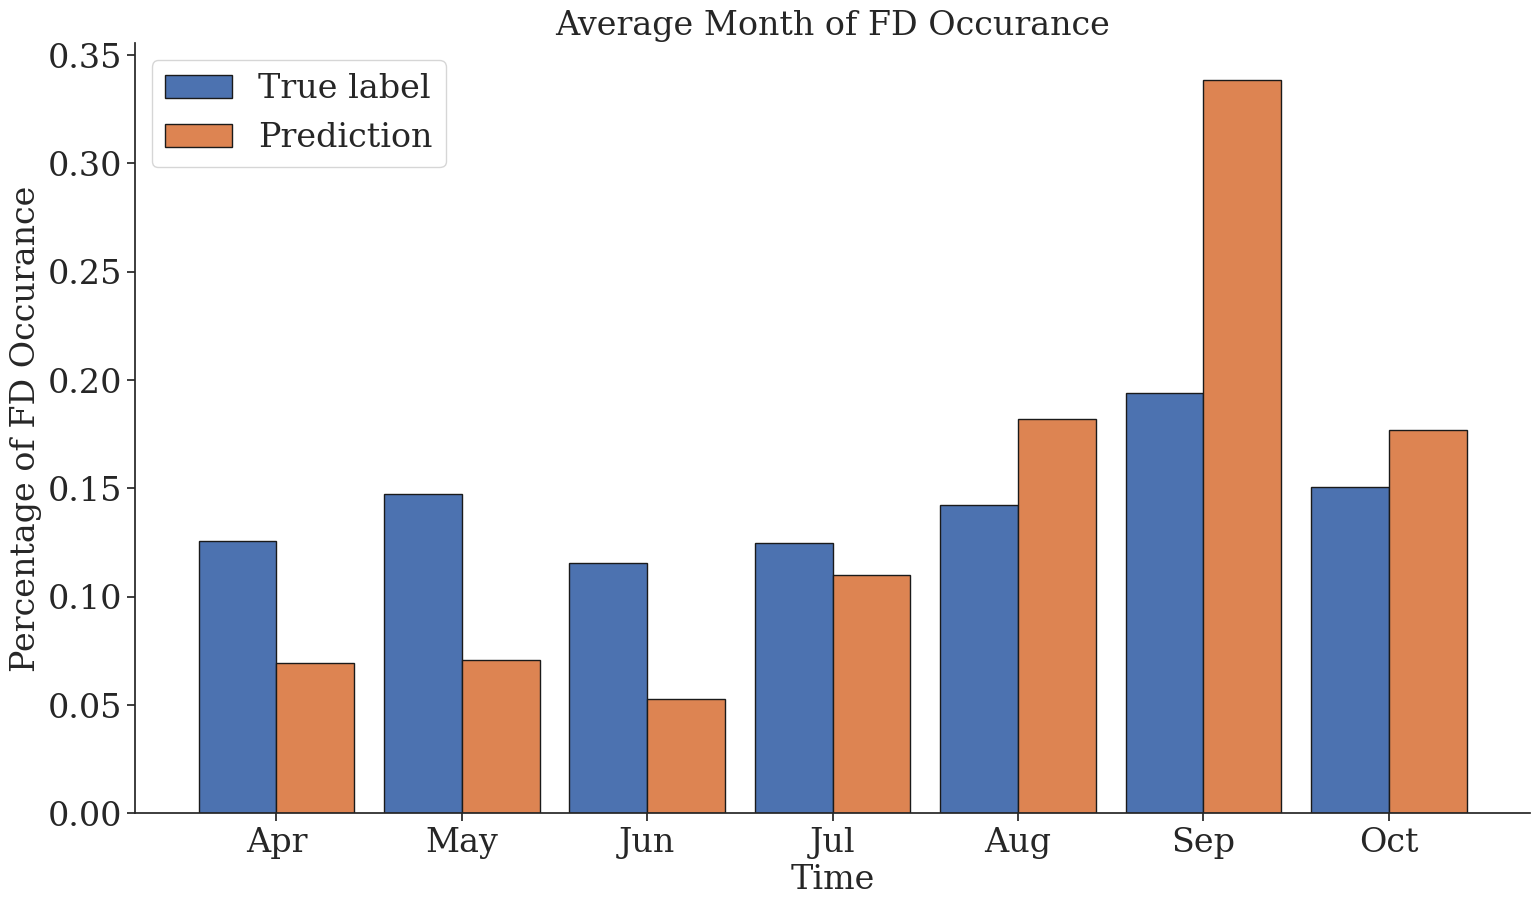 Average Month of FD Occurance
True label
Prediction
Percentage of FD Occurance
0.35
0.30
0.25
0.20
0.15
0.10
0.05
0.00
Apr May Jun Jul Aug Sep Oct
Time